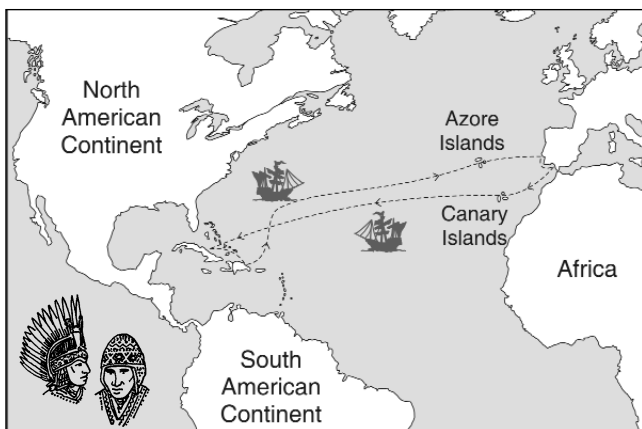 North
American
Continent
Azore
Islands
Canary
Islands
Africa
South
American
Continent